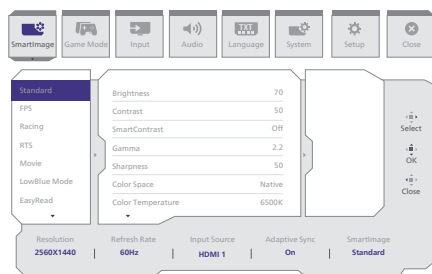 SmartImage Game Mode Input Audio Language System Setup Close
TXT
Standard
FPS
Racing
RTS
Movie
LowBlue Mode
EasyRead
Brightness 70
Contrast 50
SmartContrast Off
Gamma 2.2
Sharpness 50
Color Space Native
Color Temperature 6500K
Select
OK
Close
Resolution Refresh Rate Input Source Adaptive Sync SmartImage
2560X1440 60Hz HDMI 1 On Standard